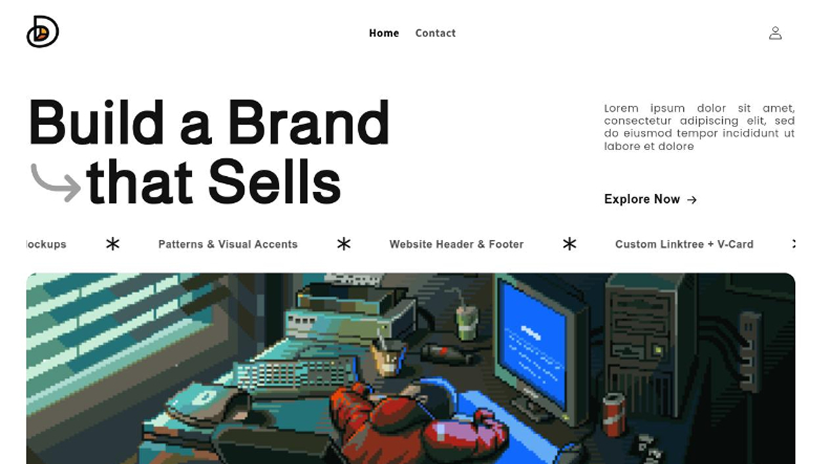 Home Contact
Build a Brand
that Sells
Lorem ipsum dolor sit amet,
consectetur adipiscing elit, sed
do eiusmod tempor incididunt ut
labore et dolore
Explore Now →
ockups * Patterns & Visual Accents * Website Header & Footer * Custom Linktree + V-Card